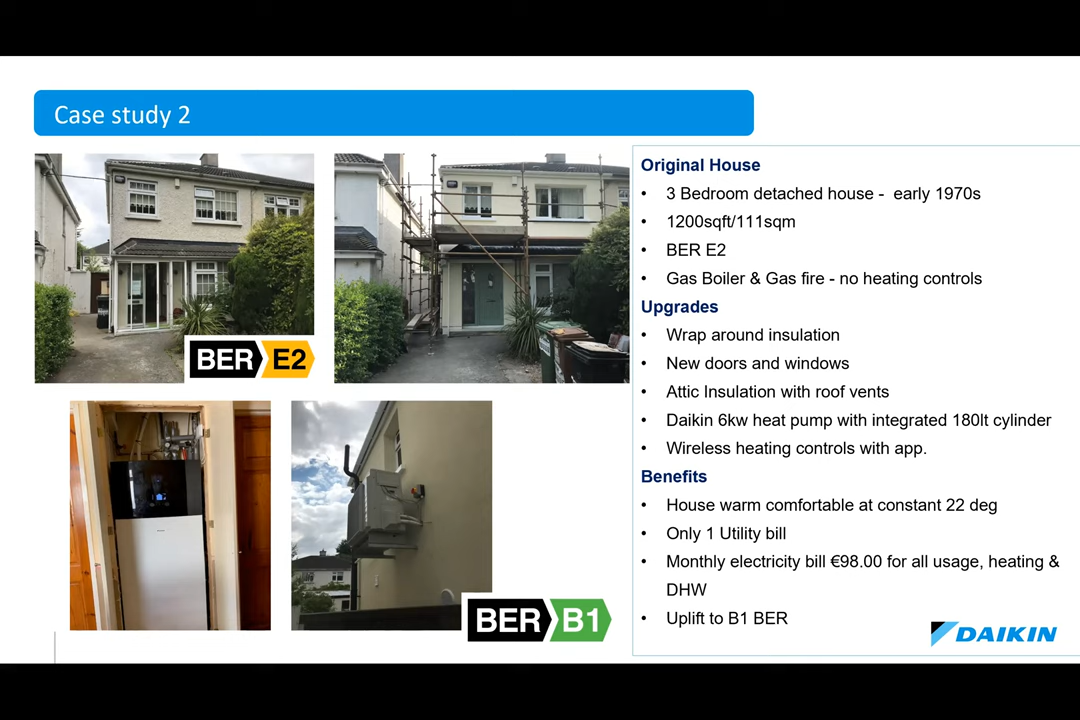 Case study 2
BER E2
BER B1
Original House
• 3 Bedroom detached house - early 1970s
• 1200sqft/111sqm
• BER E2
• Gas Boiler & Gas fire - no heating controls
Upgrades
• Wrap around insulation
• New doors and windows
• Attic Insulation with roof vents
• Daikin 6kw heat pump with integrated 180lt cylinder
• Wireless heating controls with app.
Benefits
• House warm comfortable at constant 22 deg
• Only 1 Utility bill
• Monthly electricity bill €98.00 for all usage, heating &
DHW
• Uplift to B1 BER
DAIKIN